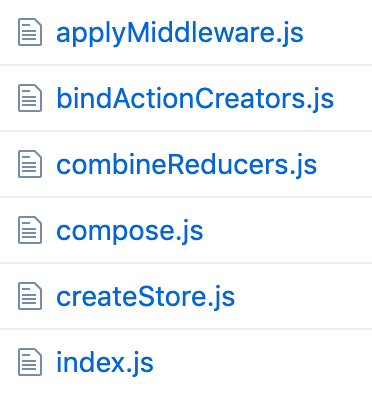 applyMiddleware.js
bindActionCreators.js
combineReducers.js
compose.js
createStore.js
index.js